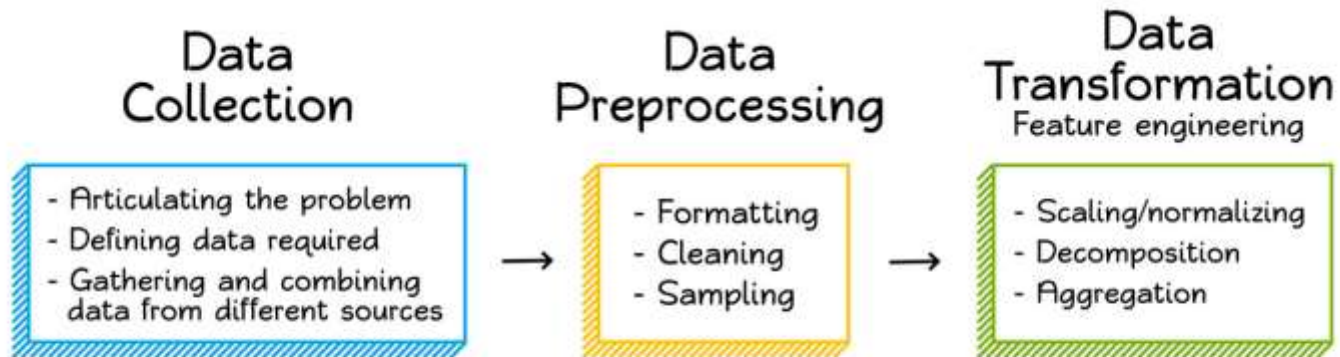 Data
Collection
- Articulating the problem
- Defining data required
- Gathering and combining
data from different sources
Data
Preprocessing
- Formatting
- Cleaning
- Sampling
Data
Transformation
Feature engineering
- Scaling/normalizing
- Decomposition
- Aggregation